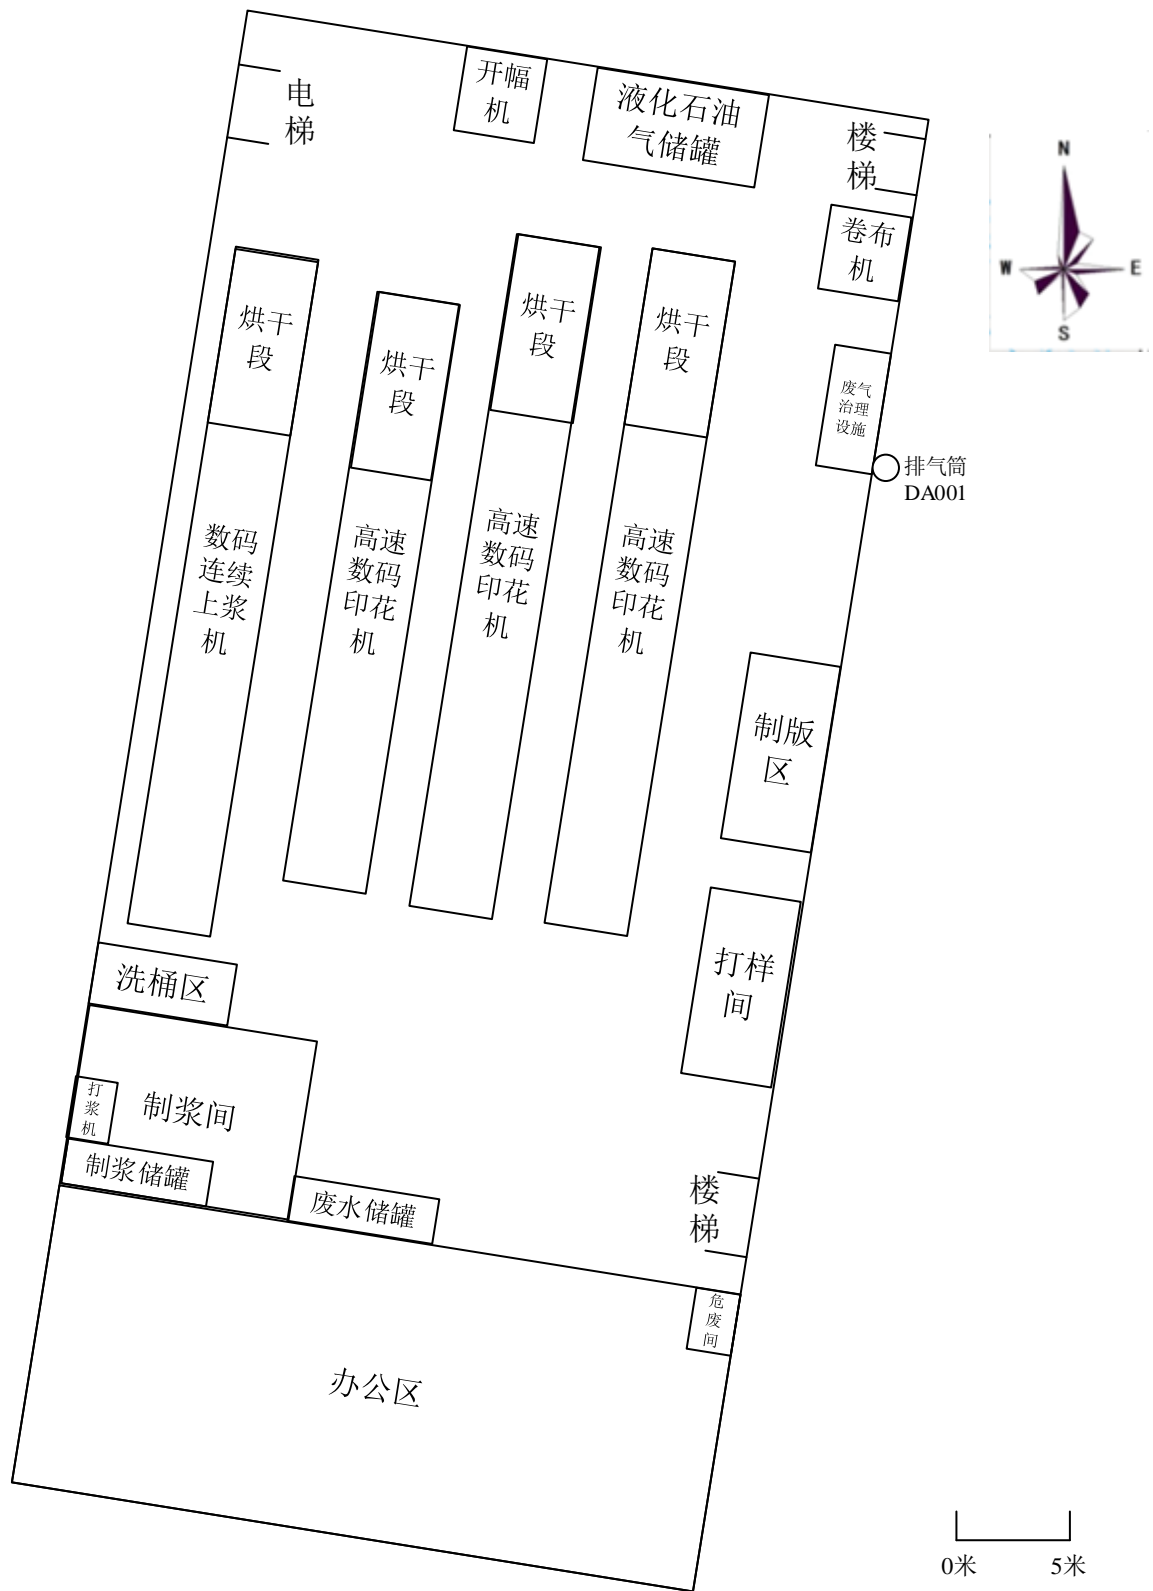 开幅
机
液化石油
气储罐
电
梯
楼
梯
N
W
E
S
卷布
机
烘干
段
烘干
段
烘干
段
烘干
段
废气
治理
设施
排气筒
DA001
数码
连续
上浆
机
高速
数码
印花
机
高速
数码
印花
机
高速
数码
印花
机
制版
区
打样
间
洗桶区
打
浆
机
制浆间
制浆储罐
废水储罐
楼
梯
危
废
间
办公区
0米
5米